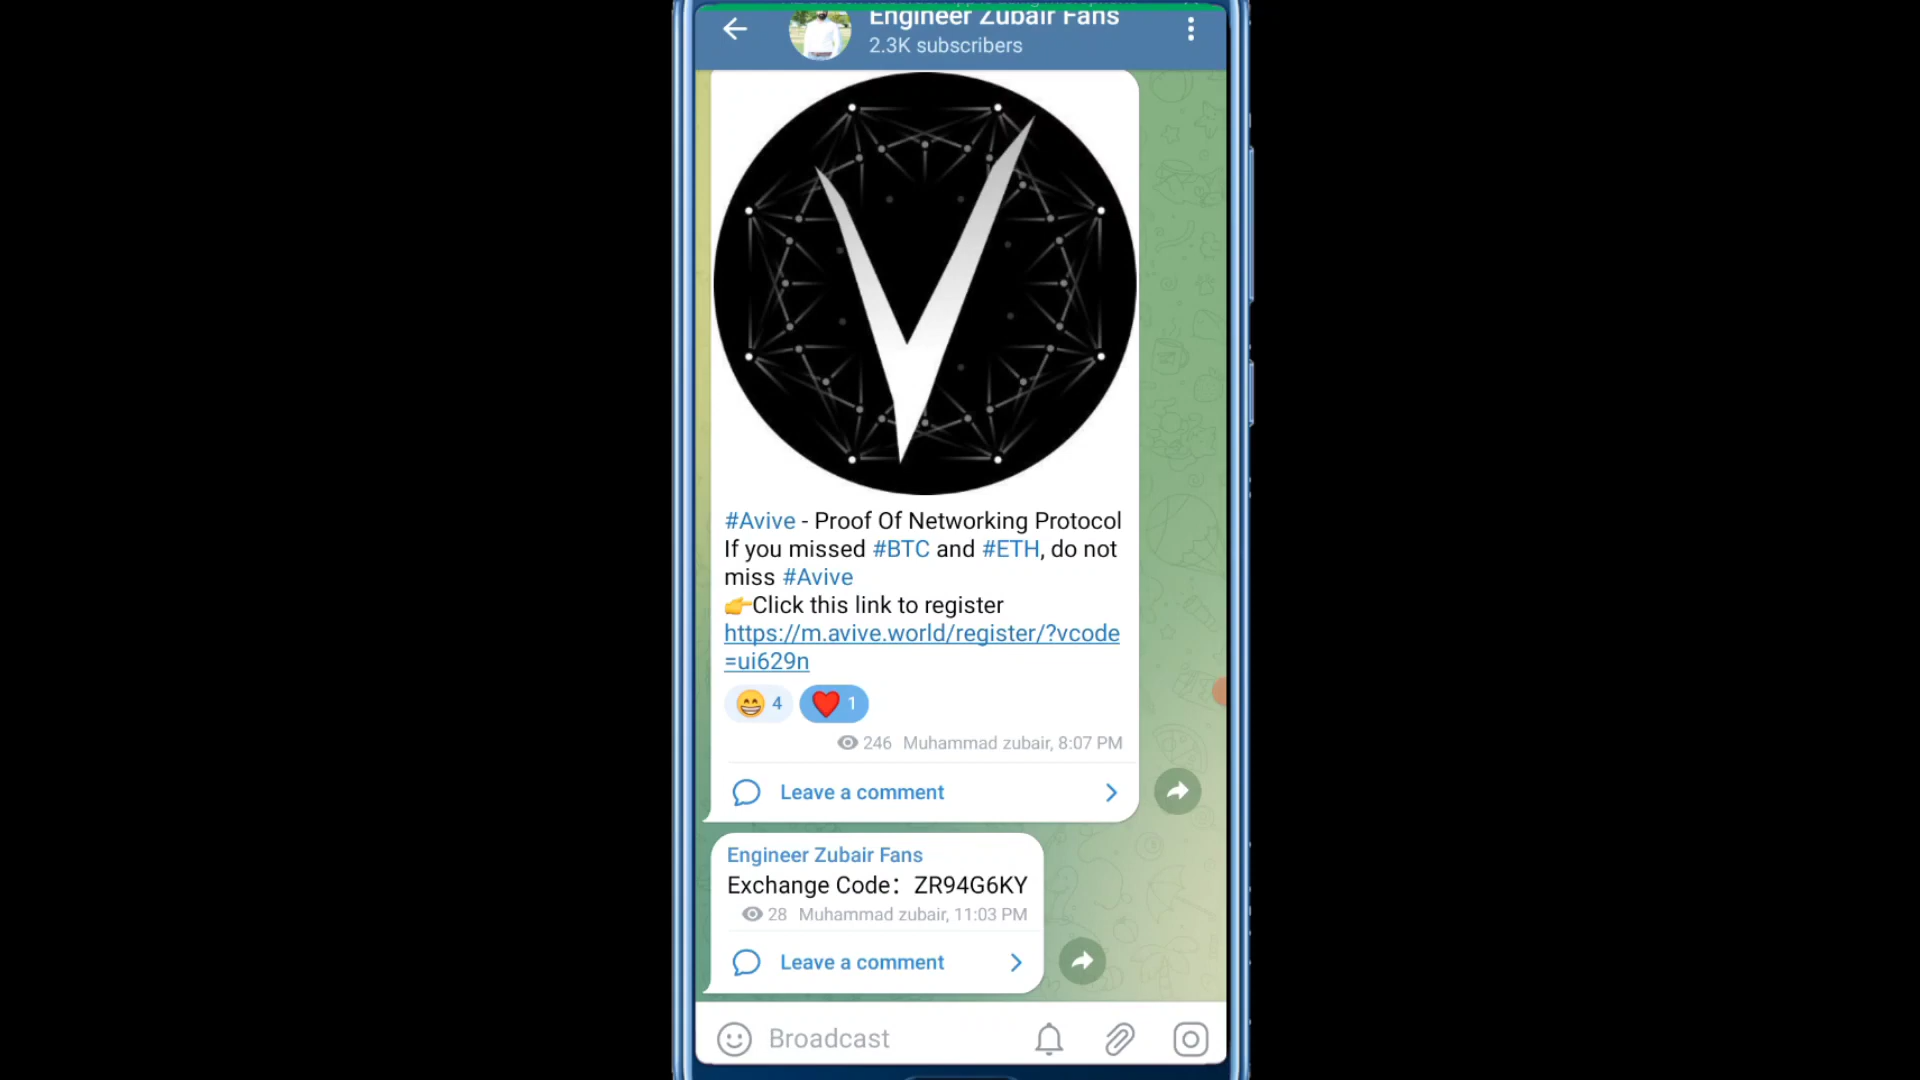 Engineer Zubair Fans
2.3K subscribers
#Avive - Proof Of Networking Protocol
If you missed #BTC and #ETH, do not
miss #Avive
👉Click this link to register
https://m.avive.world/register/?vcode
=ui629n
😁 4 ❤️ 1
246 Muhammad zubair, 8:07 PM
Leave a comment
Engineer Zubair Fans
Exchange Code：ZR94G6KY
28 Muhammad zubair, 11:03 PM
Leave a comment
Broadcast